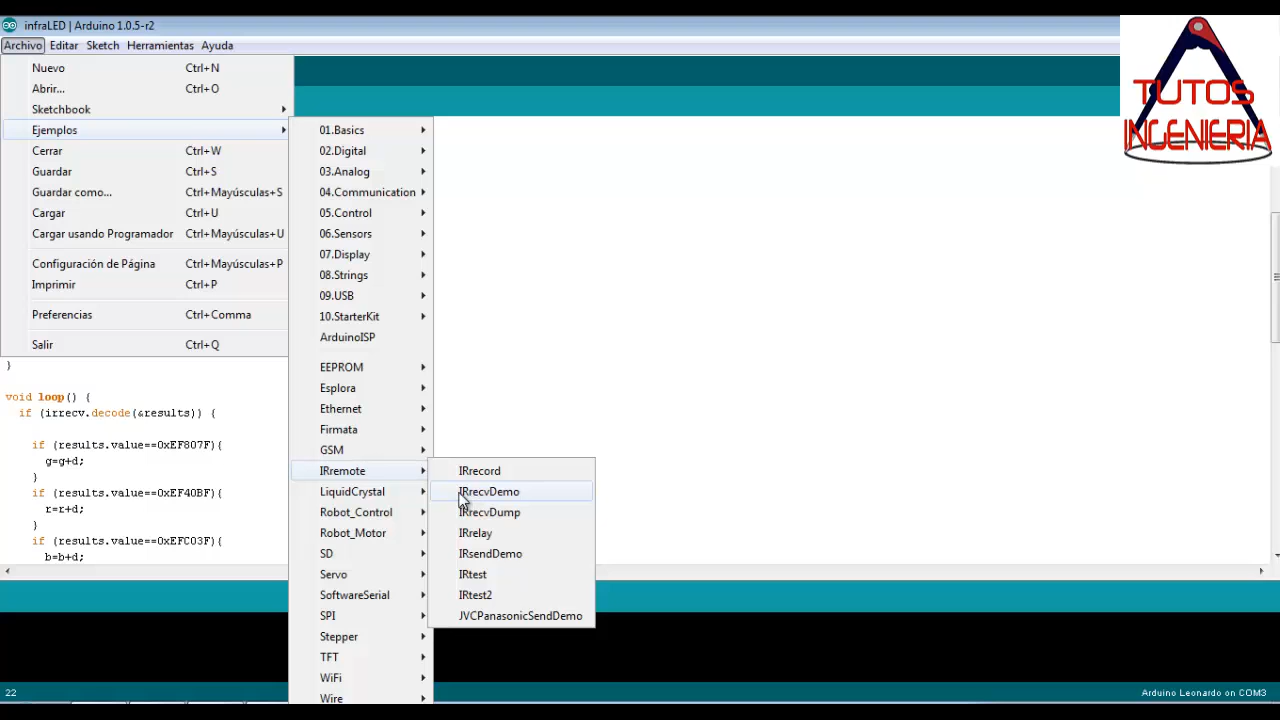 infraLED | Arduino 1.0.5-r2
Archivo Editar Sketch Herramientas Ayuda
Nuevo Ctrl+N
Abrir... Ctrl+O
Sketchbook
Ejemplos
Cerrar Ctrl+W
Guardar Ctrl+S
Guardar como... Ctrl+Mayúsculas+S
Cargar Ctrl+U
Cargar usando Programador Ctrl+Mayúsculas+U
Configuración de Página Ctrl+Mayúsculas+P
Imprimir Ctrl+P
Preferencias Ctrl+Comma
Salir Ctrl+Q
01.Basics
02.Digital
03.Analog
04.Communication
05.Control
06.Sensors
07.Display
08.Strings
09.USB
10.StarterKit
ArduinoISP
EEPROM
Esplora
Ethernet
Firmata
GSM
IRremote
LiquidCrystal
Robot_Control
Robot_Motor
SD
Servo
SoftwareSerial
SPI
Stepper
TFT
WiFi
Wire
IRrecord
IRrecvDemo
IRrecvDump
IRrelay
IRsendDemo
IRtest
IRtest2
JVCPanasonicSendDemo
}
void loop() {
if (irrecv.decode(&results)) {
if (results.value==0xEF807F){
g=g+d;
}
if (results.value==0xEF40BF){
r=r+d;
}
if (results.value==0xEFC03F){
b=b+d;
22
Arduino Leonardo on COM3
TUTOS
INGENIERIA